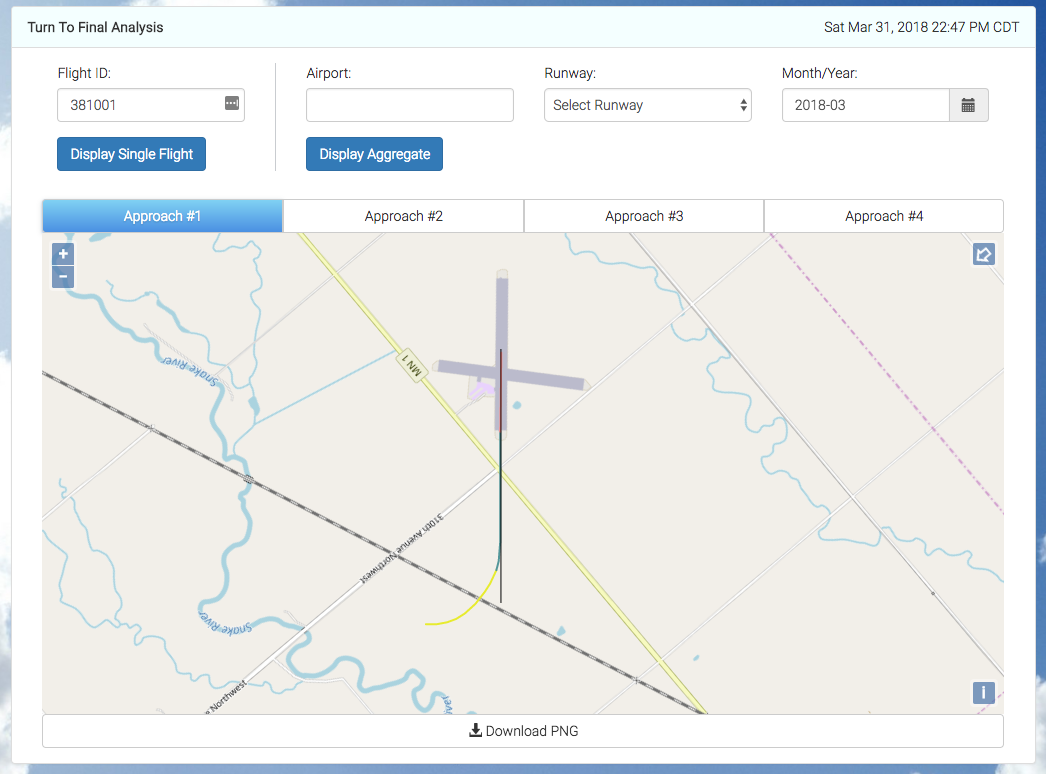 Turn To Final Analysis
Sat Mar 31, 2018 22:47 PM CDT
Flight ID:
Airport:
Runway:
Month/Year:
381001
Select Runway
2018-03
Display Single Flight
Display Aggregate
Approach #1
Approach #2
Approach #3
Approach #4
+
−
MN 1
Snake River
310th Avenue Northwest
Snake River
e Northwest
River
i
Download PNG